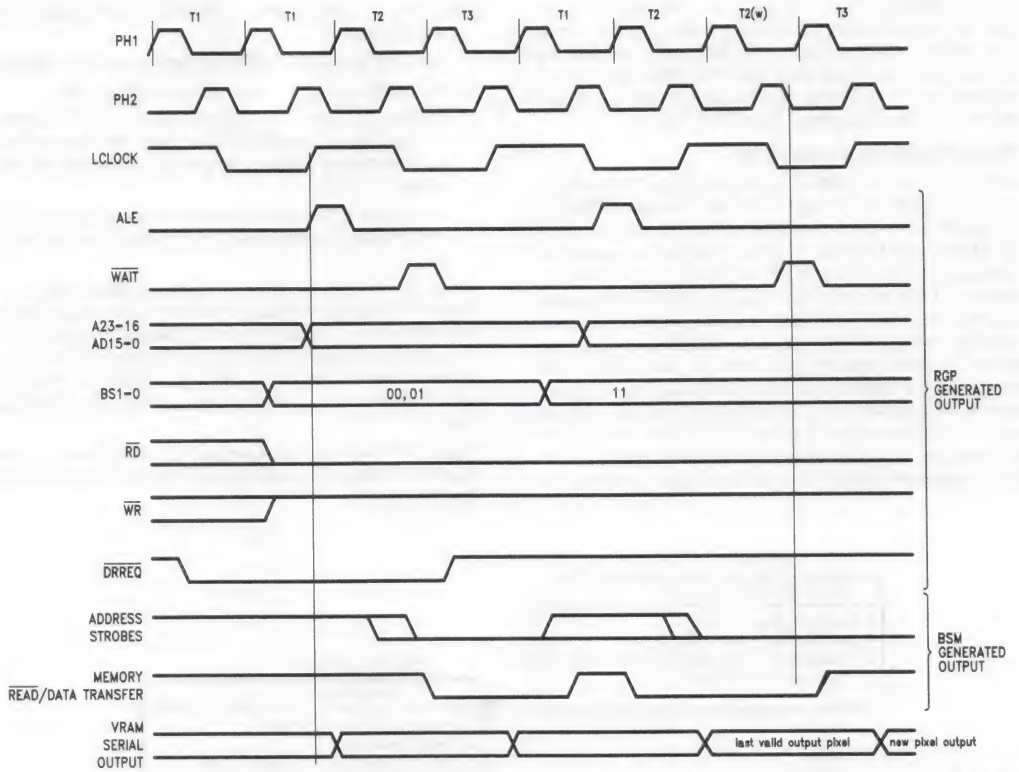 T1 T1 T2 T3 T1 T2 T2(w) T3
PH1
PH2
LCLOCK
ALE
WAIT
A23-16
AD15-0
BS1-0 00,01 11
RD
WR
DRREQ
RGP
GENERATED
OUTPUT
ADDRESS
STROBES
MEMORY
READ/DATA TRANSFER
BSM
GENERATED
OUTPUT
VRAM
SERIAL
OUTPUT
last valid output pixel
new pixel output